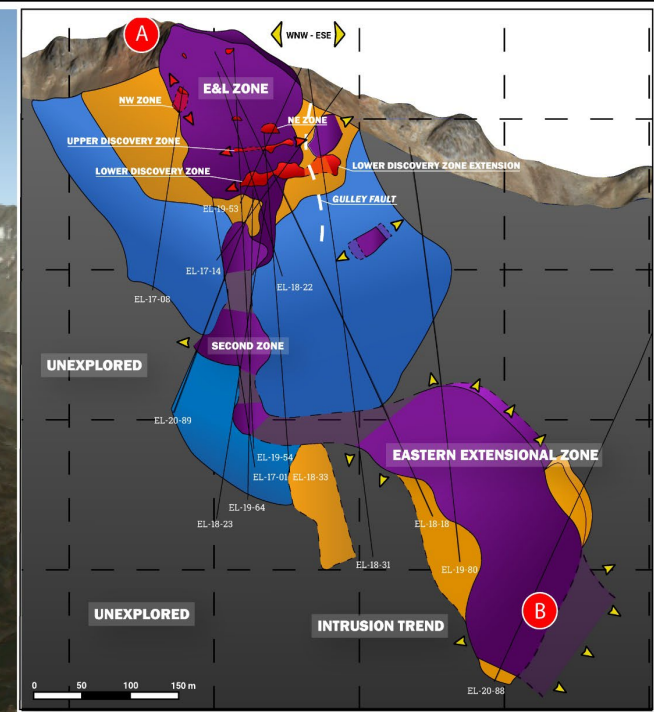 A
WNW - ESE
E&L ZONE
NW ZONE
NE ZONE
UPPER DISCOVERY ZONE
LOWER DISCOVERY ZONE
LOWER DISCOVERY ZONE EXTENSION
GULLEY FAULT
EL-19-53
EL-17-14
EL-18-22
EL-17-08
SECOND ZONE
UNEXPLORED
EL-20-89
EL-19-54
EASTERN EXTENSIONAL ZONE
EL-17-01
EL-18-33
EL-19-64
EL-18-23
EL-18-18
EL-18-31
EL-19-80
UNEXPLORED
INTRUSION TREND
B
EL-20-88
0 50 100 150 m